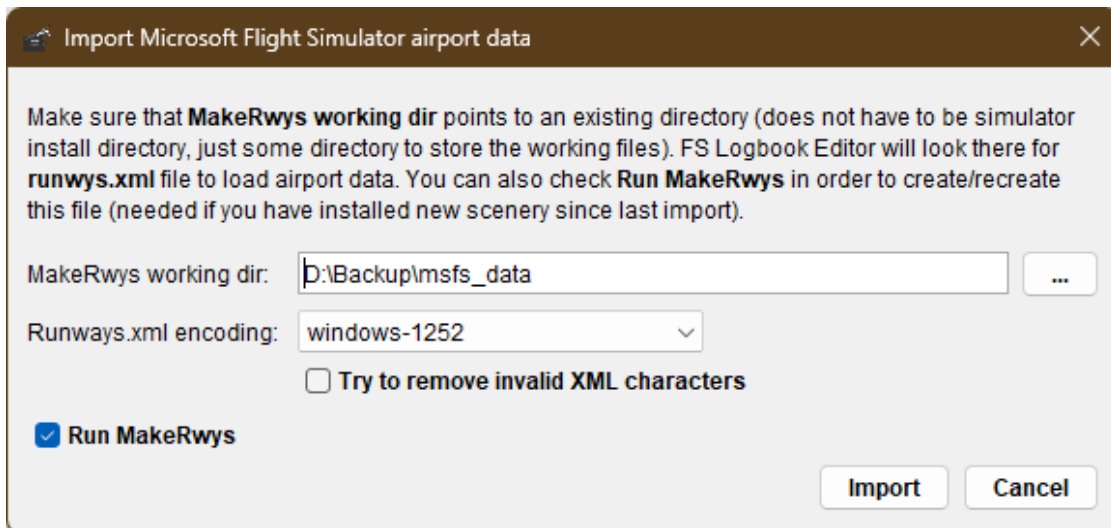 Import Microsoft Flight Simulator airport data
Make sure that MakeRwys working dir points to an existing directory (does not have to be simulator
install directory, just some directory to store the working files). FS Logbook Editor will look there for
runwys.xml file to load airport data. You can also check Run MakeRwys in order to create/recreate
this file (needed if you have installed new scenery since last import).
MakeRwys working dir: D:\Backup\msfs_data ...
Runways.xml encoding: windows-1252
Try to remove invalid XML characters
Run MakeRwys
Import Cancel